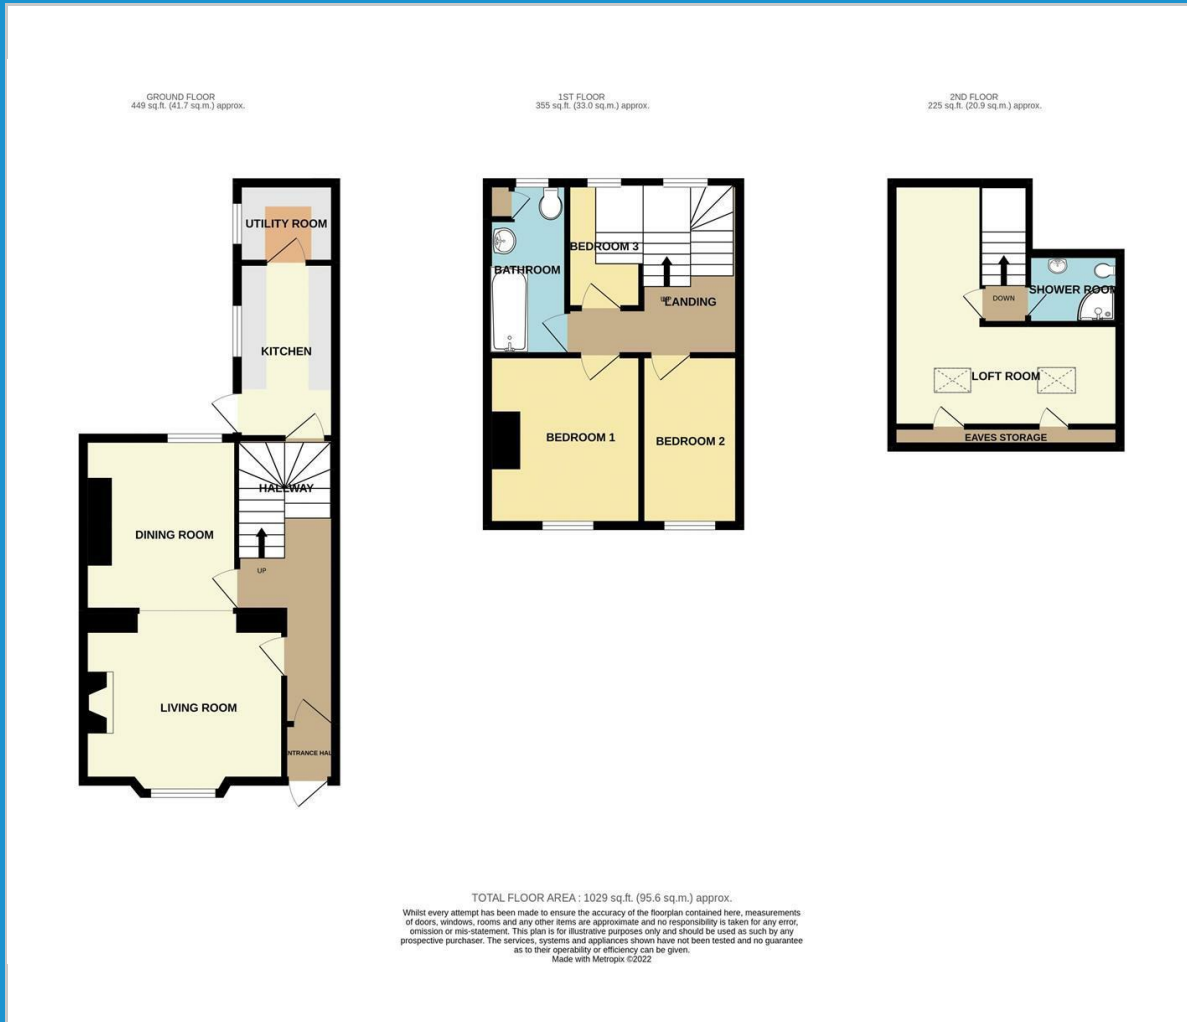 GROUND FLOOR
449 sq.ft. (41.7 sq.m.) approx.
1ST FLOOR
355 sq.ft. (33.0 sq.m.) approx.
2ND FLOOR
225 sq.ft. (20.9 sq.m.) approx.
UTILITY ROOM
KITCHEN
HALLWAY
DINING ROOM
UP
LIVING ROOM
NTRANCE HAL
BEDROOM 3
BATHROOM
LANDING
BEDROOM 1
BEDROOM 2
SHOWER ROOM
DOWN
LOFT ROOM
EAVES STORAGE
TOTAL FLOOR AREA : 1029 sq.ft. (95.6 sq.m.) approx.
Whilst every attempt has been made to ensure the accuracy of the floorplan contained here, measurements
of doors, windows, rooms and any other items are approximate and no responsibility is taken for any error,
omission or mis-statement. This plan is for illustrative purposes only and should be used as such by any
prospective purchaser. The services, systems and appliances shown have not been tested and no guarantee
as to their operability or efficiency can be given.
Made with Metropix ©2022